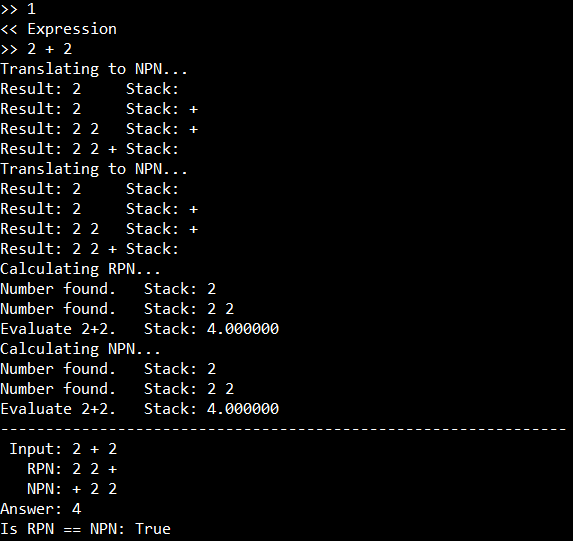 >> 1
<< Expression
>> 2 + 2
Translating to NPN...
Result: 2     Stack:
Result: 2     Stack: +
Result: 2 2   Stack: +
Result: 2 2 + Stack:
Translating to NPN...
Result: 2     Stack:
Result: 2     Stack: +
Result: 2 2   Stack: +
Result: 2 2 + Stack:
Calculating RPN...
Number found.   Stack: 2
Number found.   Stack: 2 2
Evaluate 2+2.   Stack: 4.000000
Calculating NPN...
Number found.   Stack: 2
Number found.   Stack: 2 2
Evaluate 2+2.   Stack: 4.000000
---------------------------------------------------------------
 Input: 2 + 2
   RPN: 2 2 +
   NPN: + 2 2
Answer: 4
Is RPN == NPN: True